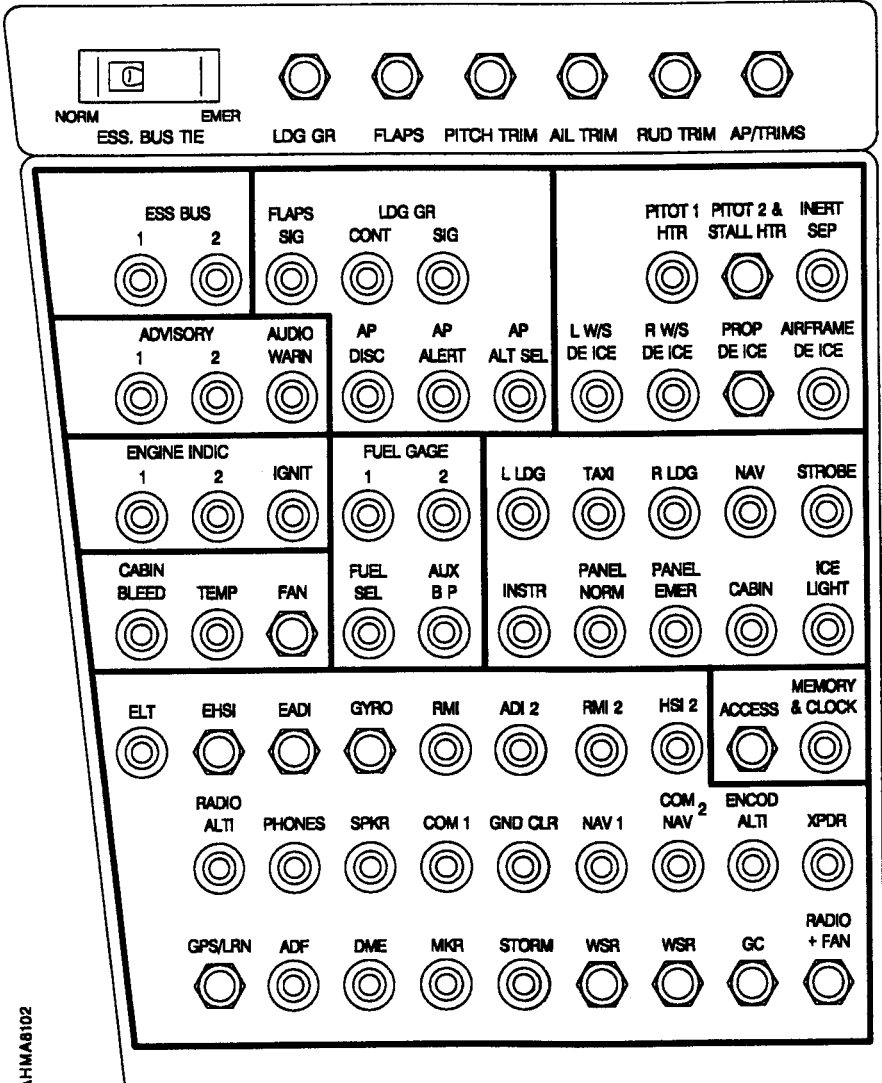 NORM EMER
ESS. BUS TIE LDG GR FLAPS PITCH TRIM AIL TRIM RUD TRIM AP/TRIMS
ESS BUS FLAPS LDG GR PITOT 1 PITOT 2 & INERT
1 2 SIG CONT SIG HTR STALL HTR SEP
ADVISORY AUDIO AP AP AP L W/S R W/S PROP AIRFRAME
1 2 WARN DISC ALERT ALT SEL DE ICE DE ICE DE ICE DE ICE
ENGINE INDIC FUEL GAGE
1 2 IGNIT 1 2 L LDG TAXI R LDG NAV STROBE
CABIN FUEL AUX PANEL PANEL ICE
BLEED TEMP FAN SEL B P INSTR NORM EMER CABIN LIGHT
MEMORY
ELT EHSI EADI GYRO RMI ADI 2 RMI 2 HSI 2 ACCESS & CLOCK
RADIO COM 2 ENCOD
ALTI PHONES SPKR COM 1 GND CLR NAV 1 NAV ALTI XPDR
RADIO
GPS/LRN ADF DME MKR STORM WSR WSR GC + FAN